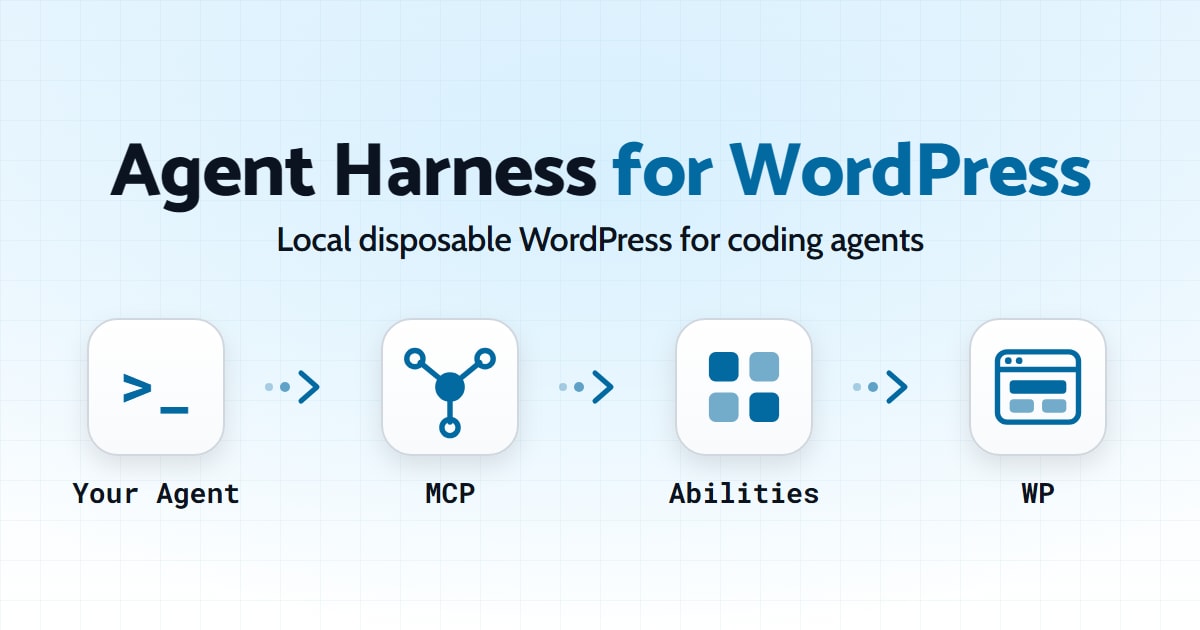 Agent Harness for WordPress
Local disposable WordPress for coding agents
>_
Your Agent
MCP
Abilities
WP